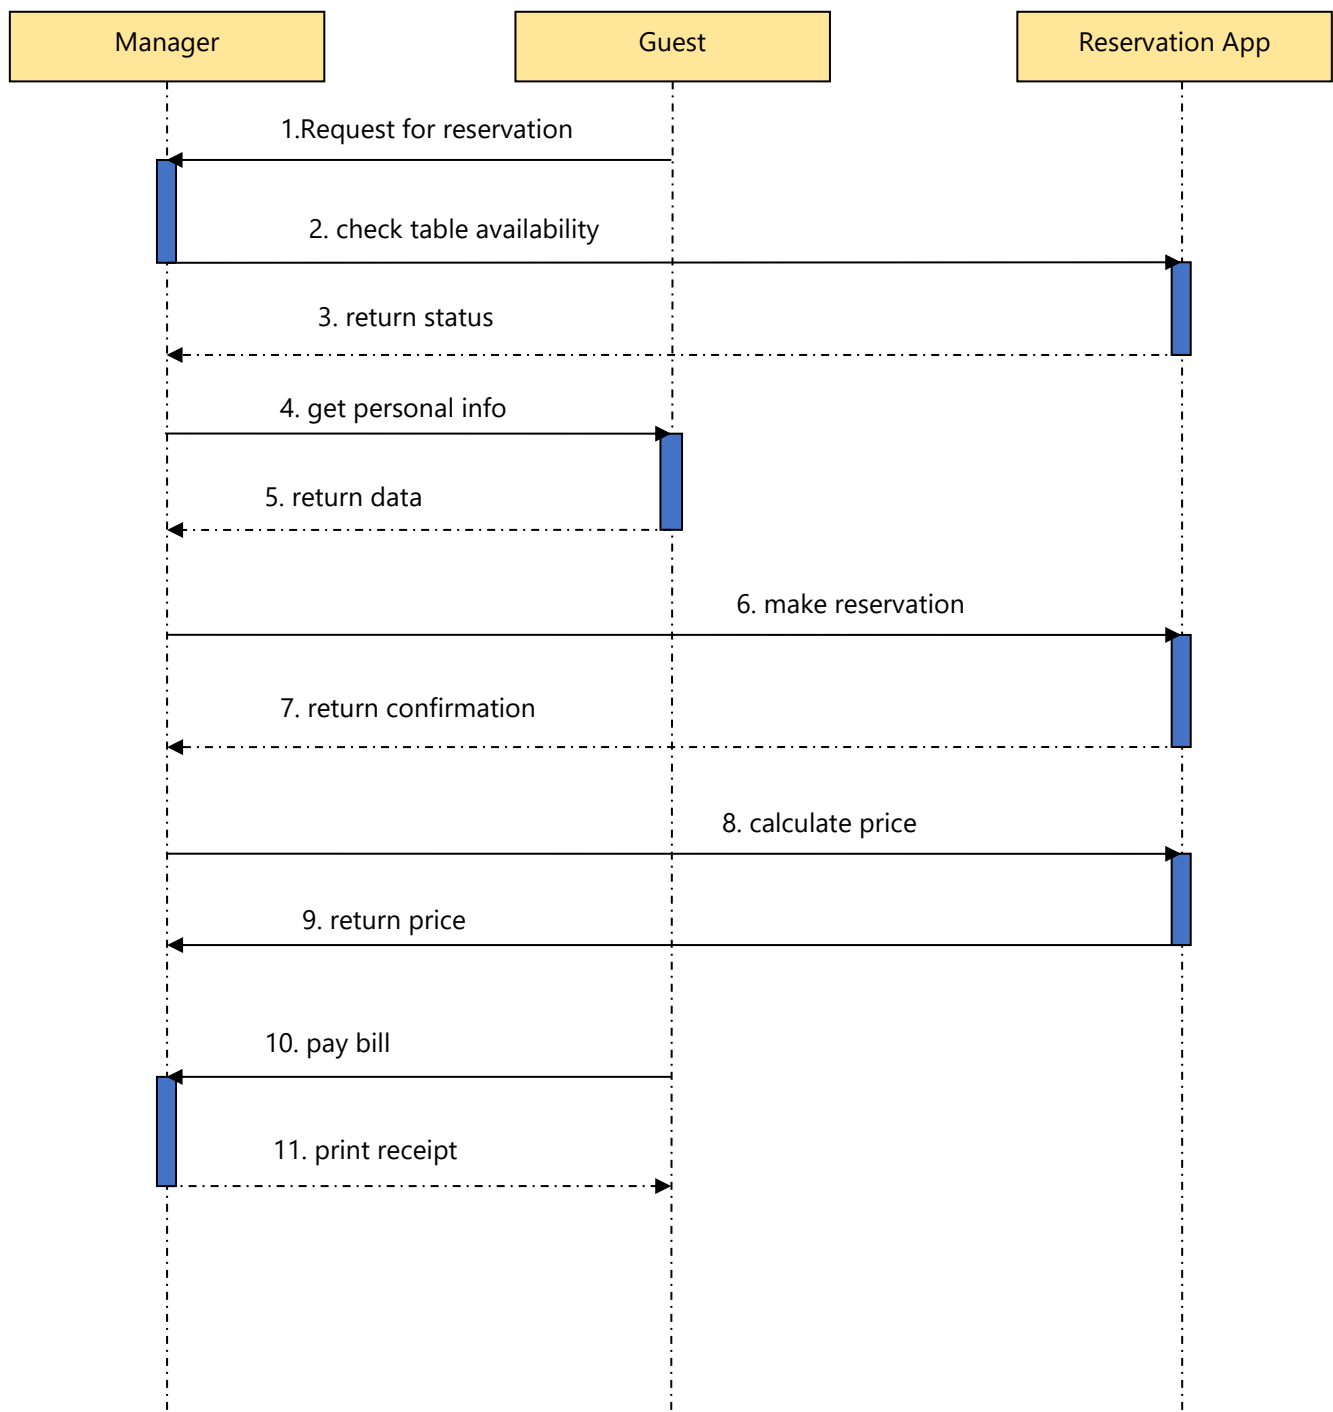 Manager
Guest
Reservation App
1.Request for reservation
2. check table availability
3. return status
4. get personal info
5. return data
6. make reservation
7. return confirmation
8. calculate price
9. return price
10. pay bill
11. print receipt